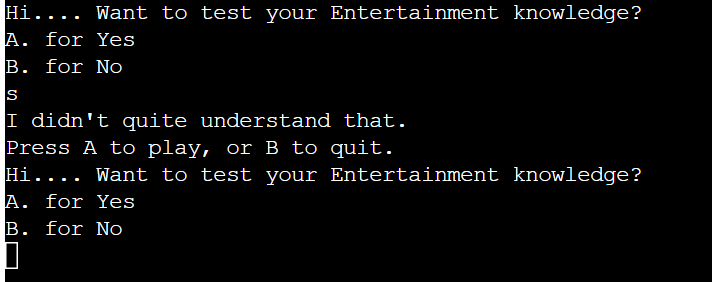 Hi.... Want to test your Entertainment knowledge?
A. for Yes
B. for No
s
I didn't quite understand that.
Press A to play, or B to quit.
Hi.... Want to test your Entertainment knowledge?
A. for Yes
B. for No